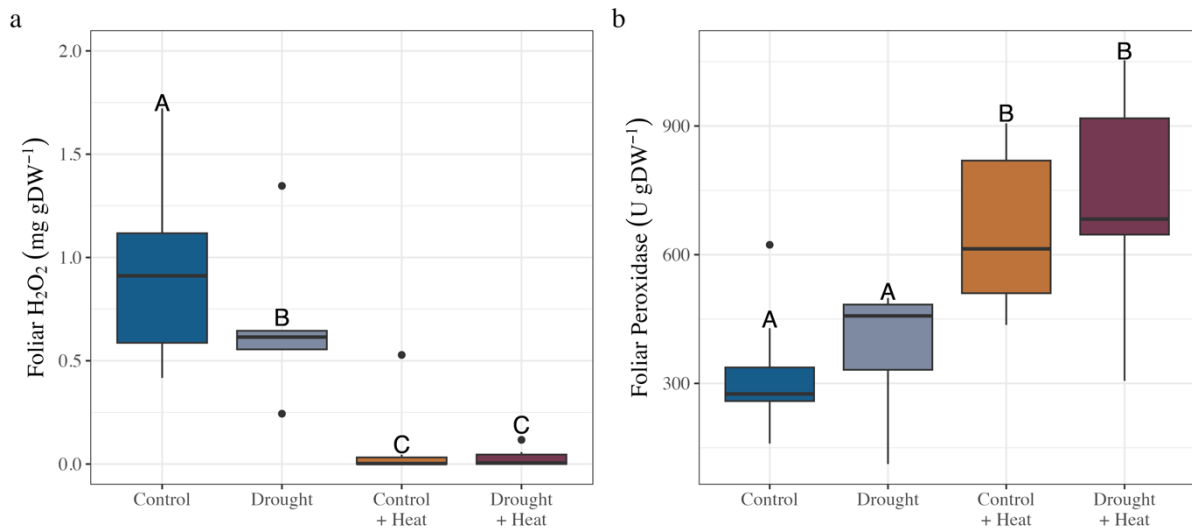 a
Foliar H₂O₂ (mg gDW⁻¹)
2.0
1.5
1.0
0.5
0.0
A
B
C
C
Control
Drought
Control
+ Heat
Drought
+ Heat
b
Foliar Peroxidase (U gDW⁻¹)
900
600
300
A
A
B
B
Control
Drought
Control
+ Heat
Drought
+ Heat